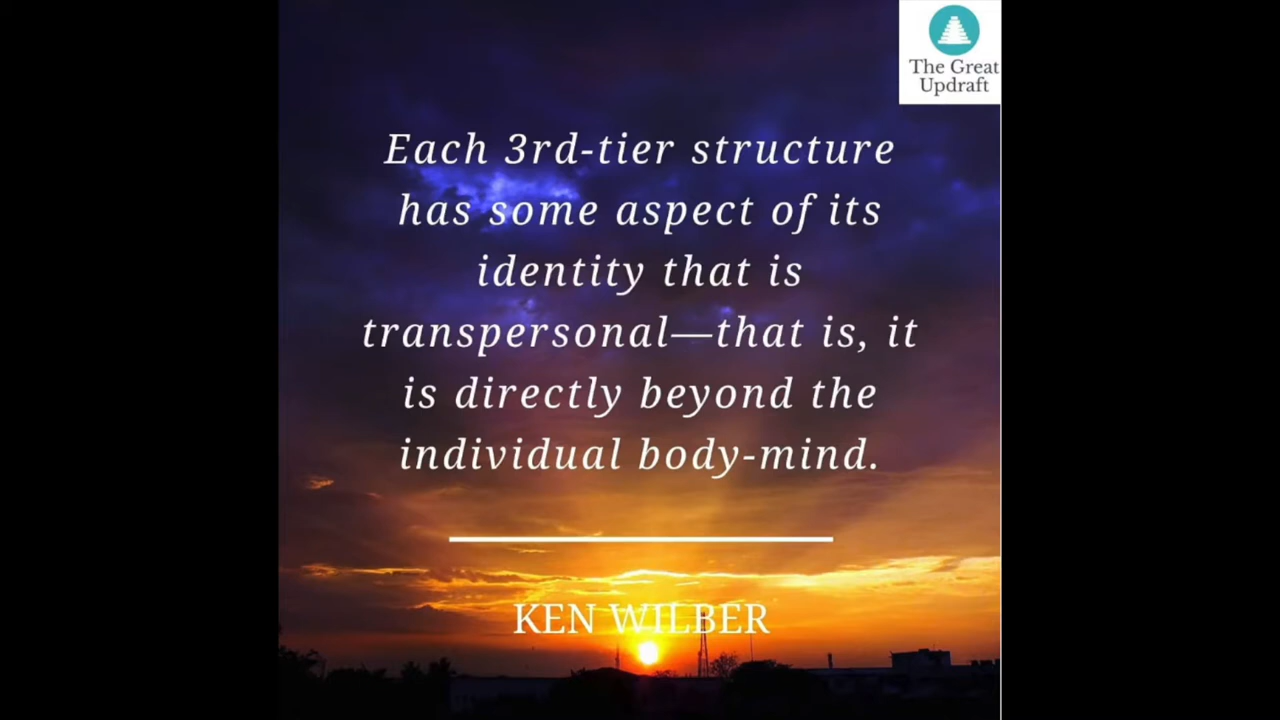 The Great
Updraft
Each 3rd-tier structure
has some aspect of its
identity that is
transpersonal—that is, it
is directly beyond the
individual body-mind.
KEN WILBER